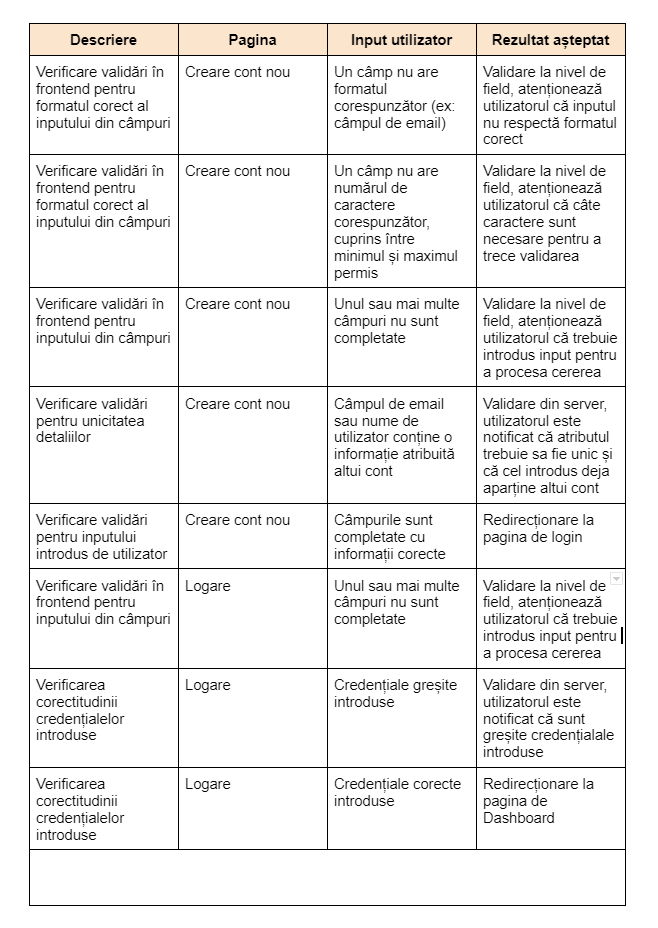 Descriere
Pagina
Input utilizator
Rezultat așteptat
Verificare validări în
frontend pentru
formatul corect al
inputului din câmpuri
Creare cont nou
Un câmp nu are
formatul
corespunzător (ex:
câmpul de email)
Validare la nivel de
field, atenționează
utilizatorul că inputul
nu respectă formatul
corect
Verificare validări în
frontend pentru
formatul corect al
inputului din câmpuri
Creare cont nou
Un câmp nu are
numărul de
caractere
corespunzător,
cuprins între
minimul și maximul
permis
Validare la nivel de
field, atenționează
utilizatorul că câte
caractere sunt
necesare pentru a
trece validarea
Verificare validări în
frontend pentru
inputului din câmpuri
Creare cont nou
Unul sau mai multe
câmpuri nu sunt
completate
Validare la nivel de
field, atenționează
utilizatorul că trebuie
introdus input pentru
a procesa cererea
Verificare validări
pentru unicitatea
detaliilor
Creare cont nou
Câmpul de email
sau nume de
utilizator conține o
informație atribuită
altui cont
Validare din server,
utilizatorul este
notificat că atributul
trebuie sa fie unic și
că cel introdus deja
aparține altui cont
Verificare validări
pentru inputului
introdus de utilizator
Creare cont nou
Câmpurile sunt
completate cu
informații corecte
Redirecționare la
pagina de login
Verificare validări în
frontend pentru
inputului din câmpuri
Logare
Unul sau mai multe
câmpuri nu sunt
completate
Validare la nivel de
field, atenționează
utilizatorul că trebuie
introdus input pentru
a procesa cererea
Verificarea
corectitudinii
credențialelor
introduse
Logare
Credențiale greșite
introduse
Validare din server,
utilizatorul este
notificat că sunt
greșite credențialale
introduse
Verificarea
corectitudinii
credențialelor
introduse
Logare
Credențiale corecte
introduse
Redirecționare la
pagina de
Dashboard